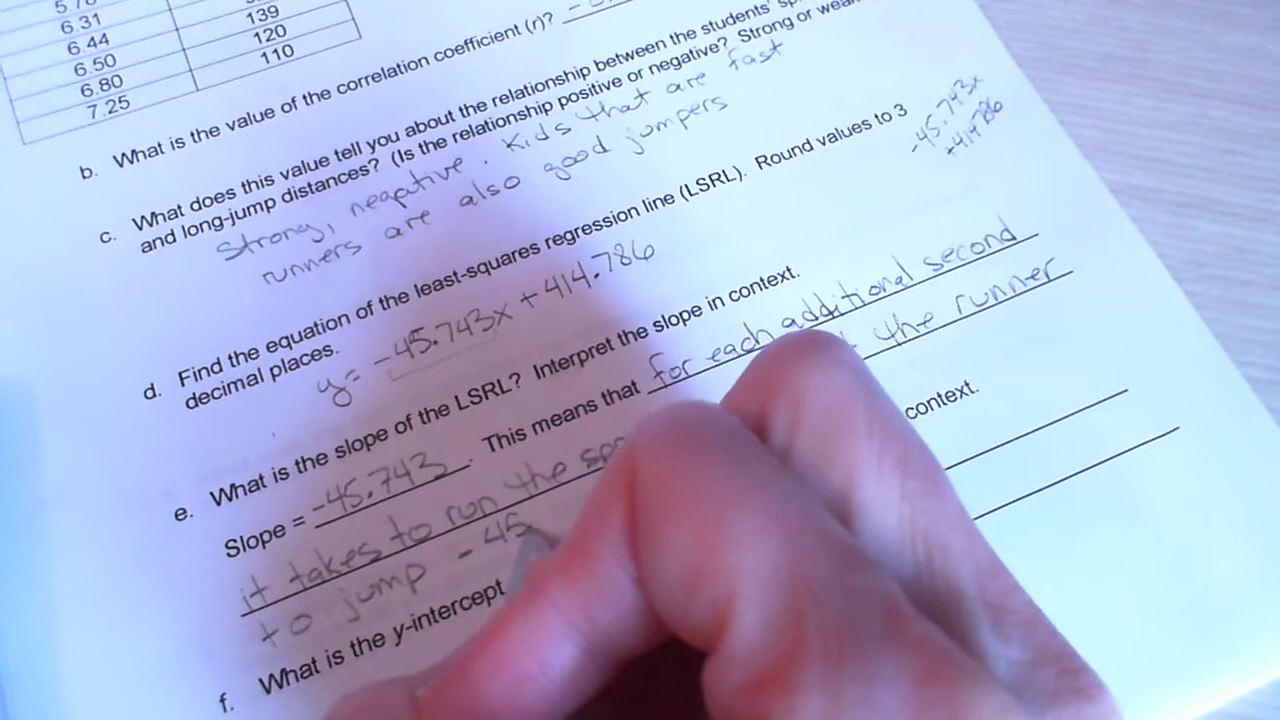 6.31
6.44 139
6.50 120
6.80 110
7.25
b. What is the value of the correlation coefficient (r)?
c. What does this value tell you about the relationship between the students'
and long-jump distances? (Is the relationship positive or negative? Strong or
Strong, negative. Kids that are fast
runners are also good jumpers
d. Find the equation of the least-squares regression line (LSRL). Round values to 3
decimal places.
y= -45.743x + 414.786
-45.743x
+414.786
e. What is the slope of the LSRL? Interpret the slope in context.
Slope = -45.743. This means that for each additional second
it takes to run the the runner
to jump -45
f. What is the y-intercept context.